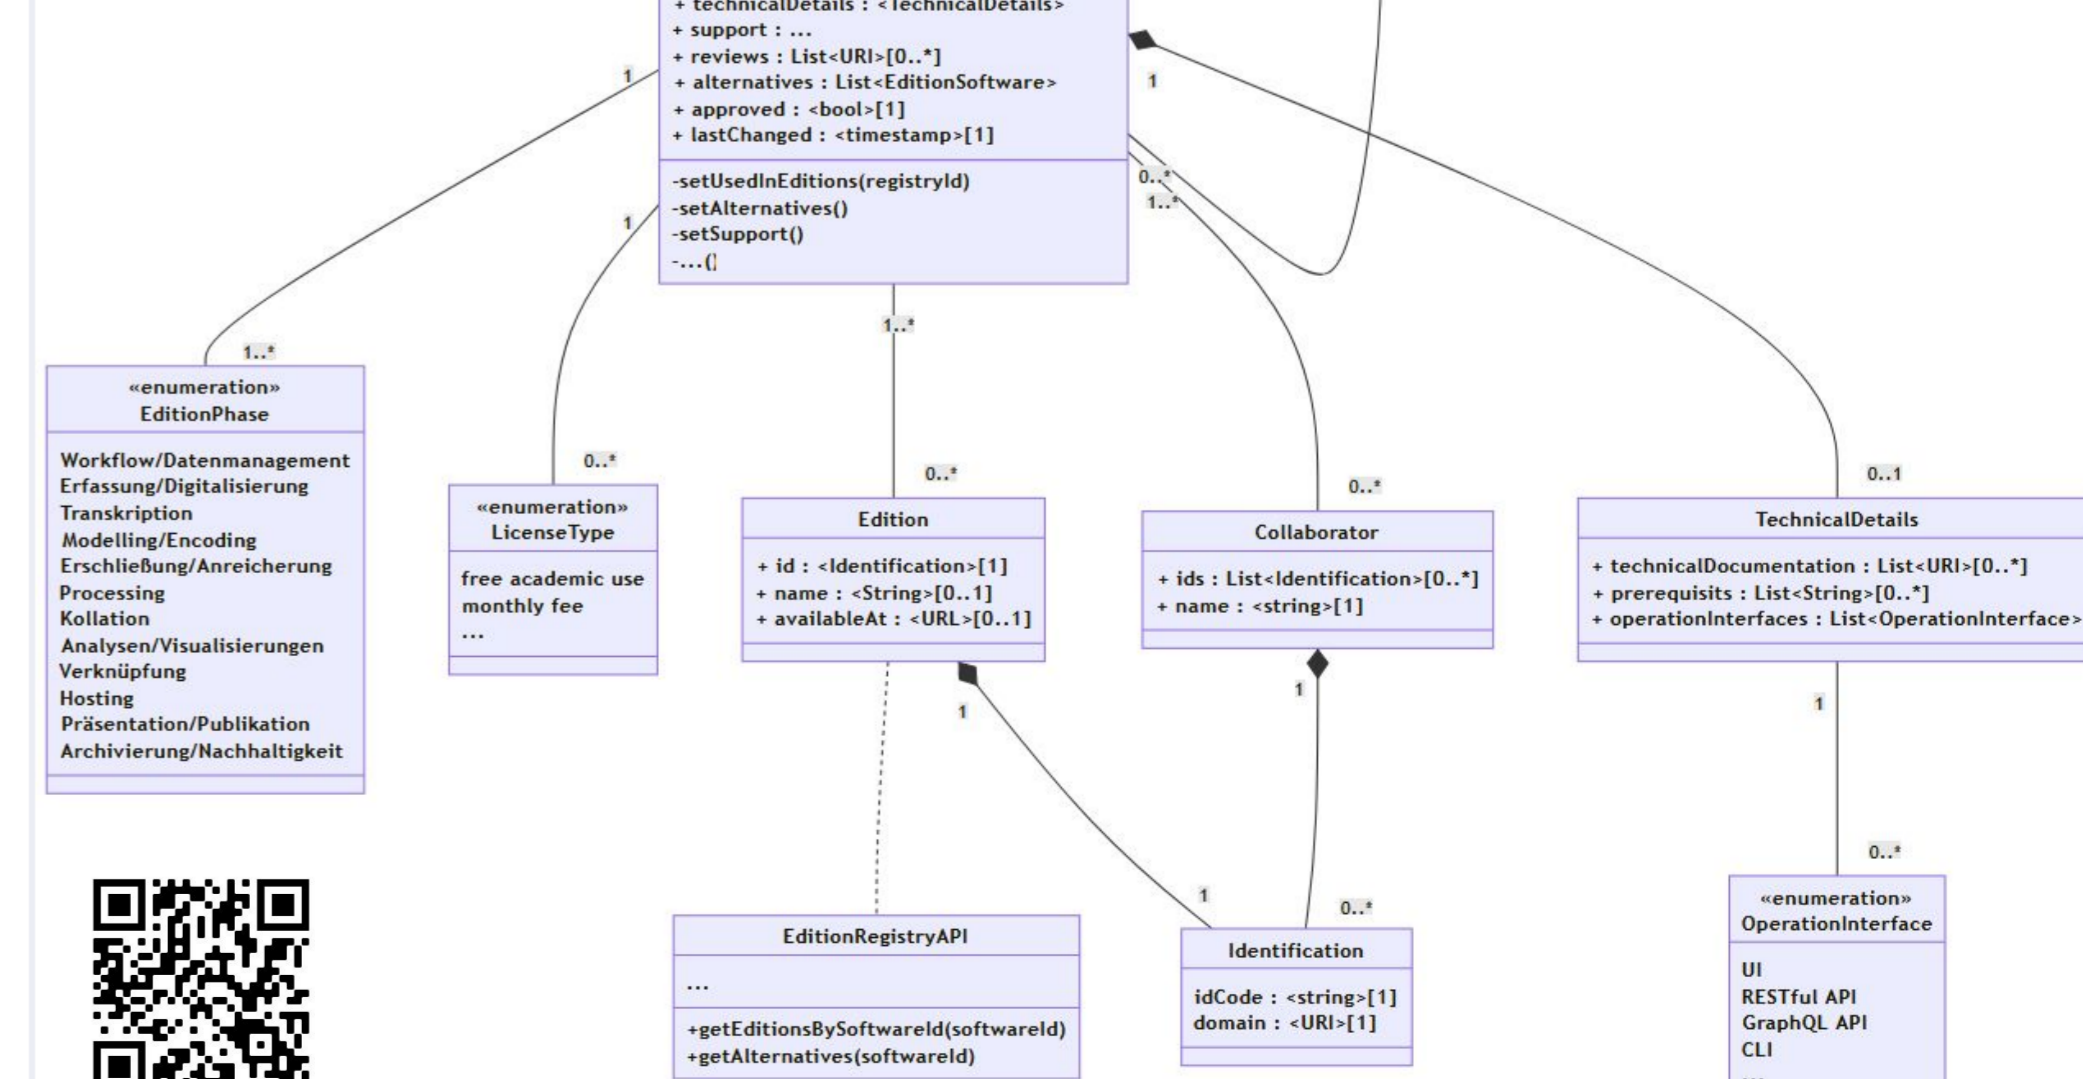 + technicalDetails : <TechnicalDetails>
+ support : ...
+ reviews : List<URI>[0..*]
+ alternatives : List<EditionSoftware>
+ approved : <bool>[1]
+ lastChanged : <timestamp>[1]
-setUsedInEditions(registryId)
-setAlternatives()
-setSupport()
-...()
1
1
1
0..*
1..*
1..*
1..*
0..*
0..*
0..*
0..1
«enumeration»
EditionPhase
Workflow/Datenmanagement
Erfassung/Digitalisierung
Transkription
Modelling/Encoding
Erschließung/Anreicherung
Processing
Kollation
Analysen/Visualisierungen
Verknüpfung
Hosting
Präsentation/Publikation
Archivierung/Nachhaltigkeit
«enumeration»
LicenseType
free academic use
monthly fee
...
Edition
+ id : <Identification>[1]
+ name : <String>[0..1]
+ availableAt : <URL>[0..1]
Collaborator
+ ids : List<Identification>[0..*]
+ name : <string>[1]
TechnicalDetails
+ technicalDocumentation : List<URI>[0..*]
+ prerequisits : List<String>[0..*]
+ operationInterfaces : List<OperationInterface>
1
1
1
1
0..*
0..*
EditionRegistryAPI
...
+getEditionsBySoftwareId(softwareId)
+getAlternatives(softwareId)
Identification
idCode : <string>[1]
domain : <URI>[1]
«enumeration»
OperationInterface
UI
RESTful API
GraphQL API
CLI
...